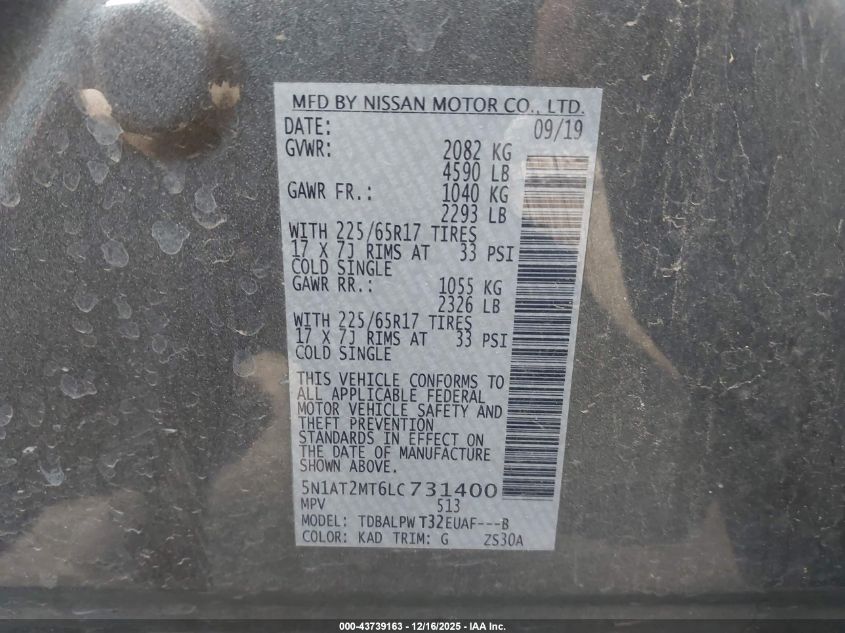 MFD BY NISSAN MOTOR CO., LTD.
DATE: 09/19
GVWR: 2082 KG
4590 LB
GAWR FR.: 1040 KG
2293 LB
WITH 225/65R17 TIRES
17 X 7J RIMS AT 33 PSI
COLD SINGLE
GAWR RR.: 1055 KG
2326 LB
WITH 225/65R17 TIRES
17 X 7J RIMS AT 33 PSI
COLD SINGLE
THIS VEHICLE CONFORMS TO
ALL APPLICABLE FEDERAL
MOTOR VEHICLE SAFETY AND
THEFT PREVENTION
STANDARDS IN EFFECT ON
THE DATE OF MANUFACTURE
SHOWN ABOVE.
5N1AT2MT6LC731400
MPV 513
MODEL: TDBALPW T32EUAF---B
COLOR: KAD TRIM: G ZS30A
000-43739163 - 12/16/2025 - IAA Inc.